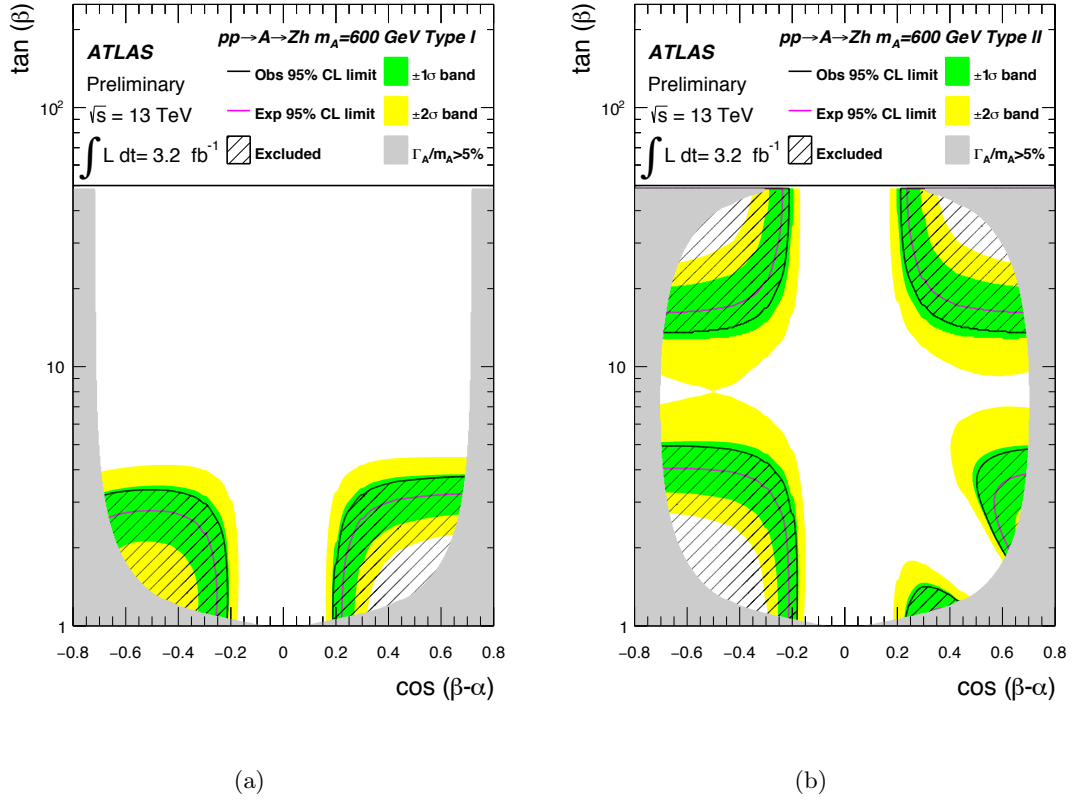 tan (β)
pp→A→Zh m_A=600 GeV Type I
ATLAS
Preliminary
√s = 13 TeV
∫ L dt= 3.2 fb⁻¹
Obs 95% CL limit
Exp 95% CL limit
Excluded
±1σ band
±2σ band
Γ_A/m_A>5%
10²
10
1
−0.8 −0.6 −0.4 −0.2 0 0.2 0.4 0.6 0.8
cos (β-α)
(a)
tan (β)
pp→A→Zh m_A=600 GeV Type II
ATLAS
Preliminary
√s = 13 TeV
∫ L dt= 3.2 fb⁻¹
Obs 95% CL limit
Exp 95% CL limit
Excluded
±1σ band
±2σ band
Γ_A/m_A>5%
10²
10
1
−0.8 −0.6 −0.4 −0.2 0 0.2 0.4 0.6 0.8
cos (β-α)
(b)